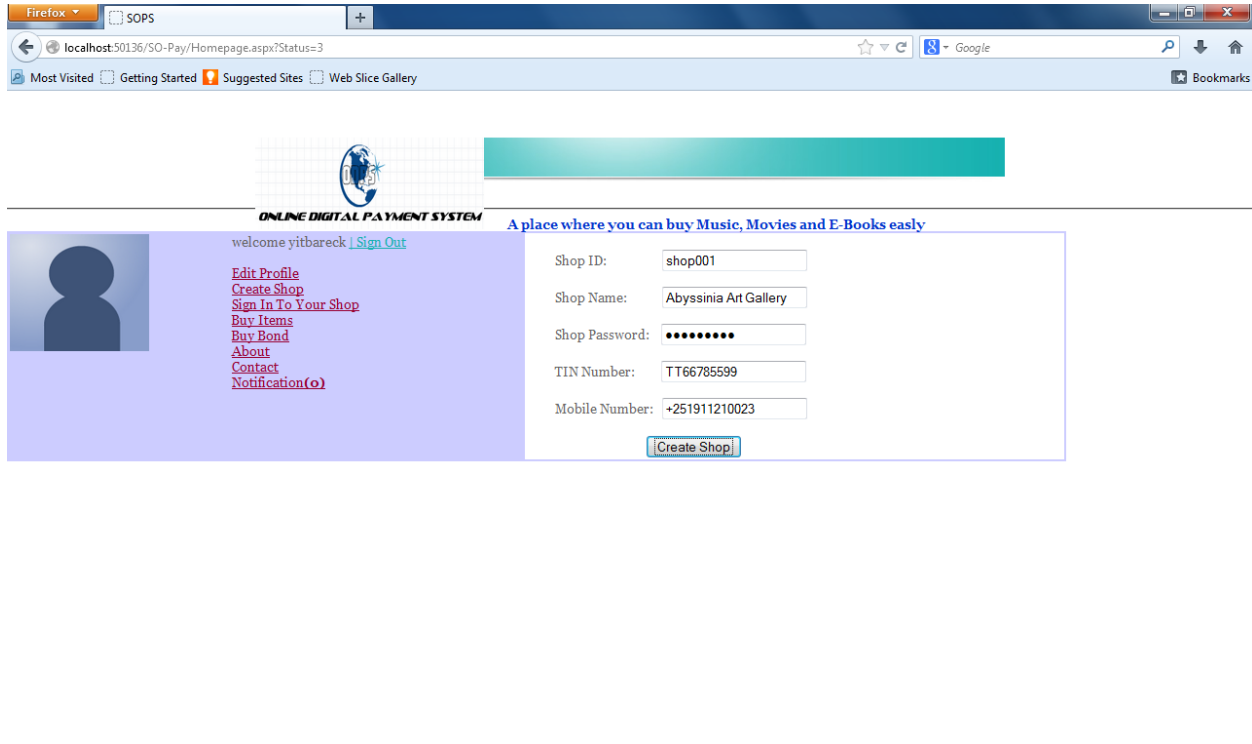 Firefox
SOPS
localhost:50136/SO-Pay/Homepage.aspx?Status=3
Google
Most Visited Getting Started Suggested Sites Web Slice Gallery Bookmarks
ONLINE DIGITAL PAYMENT SYSTEM
A place where you can buy Music, Movies and E-Books easly
welcome yitbareck | Sign Out
Edit Profile
Create Shop
Sign In To Your Shop
Buy Items
Buy Bond
About
Contact
Notification(0)
Shop ID: shop001
Shop Name: Abyssinia Art Gallery
Shop Password: •••••••••
TIN Number: TT66785599
Mobile Number: +251911210023
Create Shop